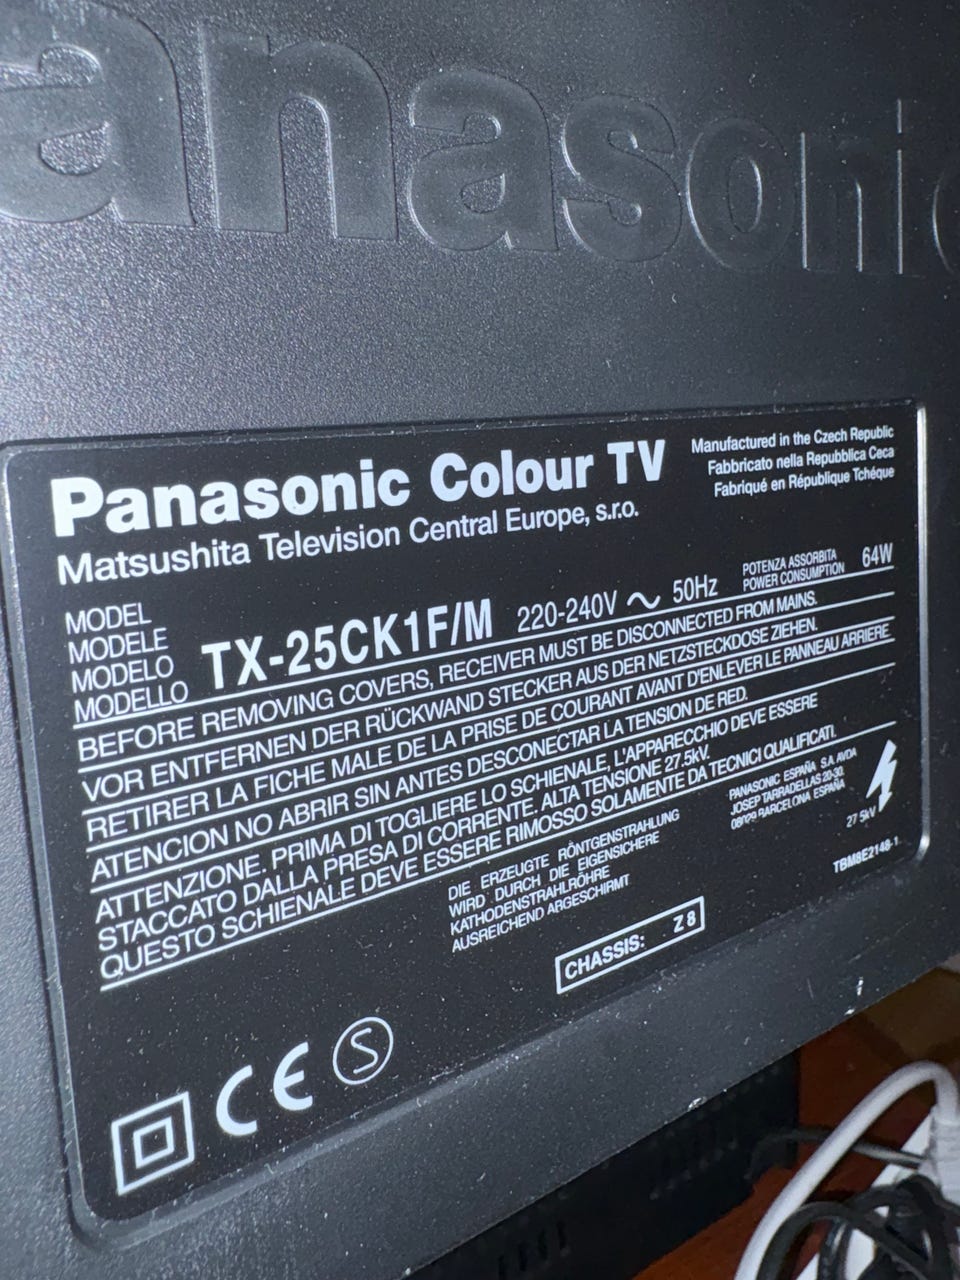 anasonic
Panasonic Colour TV
Matsushita Television Central Europe, s.r.o.
Manufactured in the Czech Republic
Fabbricato nella Repubblica Ceca
Fabriqué en République Tchéque
MODEL
MODELE
MODELO
MODELLO
TX-25CK1F/M 220-240V ~ 50Hz
POTENZA ASSORBITA
POWER CONSUMPTION
64W
BEFORE REMOVING COVERS, RECEIVER MUST BE DISCONNECTED FROM MAINS.
VOR ENTFERNEN DER RÜCKWAND STECKER AUS DER NETZSTECKDOSE ZIEHEN.
RETIRER LA FICHE MALE DE LA PRISE DE COURANT AVANT D'ENLEVER LE PANNEAU ARRIERE
ATENCION NO ABRIR SIN ANTES DESCONECTAR LA TENSION DE RED.
ATTENZIONE. PRIMA DI TOGLIERE LO SCHIENALE, L'APPARECCHIO DEVE ESSERE
STACCATO DALLA PRESA DI CORRENTE. ALTA TENSIONE 27.5kV.
QUESTO SCHIENALE DEVE ESSERE RIMOSSO SOLAMENTE DA TECNICI QUALIFICATI.
DIE ERZEUGTE RÖNTGENSTRAHLUNG
WIRD DURCH DIE EIGENSICHERE
KATHODENSTRAHLRÖHRE
AUSREICHEND ABGESCHIRMT
PANASONIC ESPAÑA S.A. AVDA
JOSEP TARRADELLAS 20-30.
08029 BARCELONA ESPAÑA
27.5kV
TBM8E2148-1
CHASSIS: Z 8
CE
S